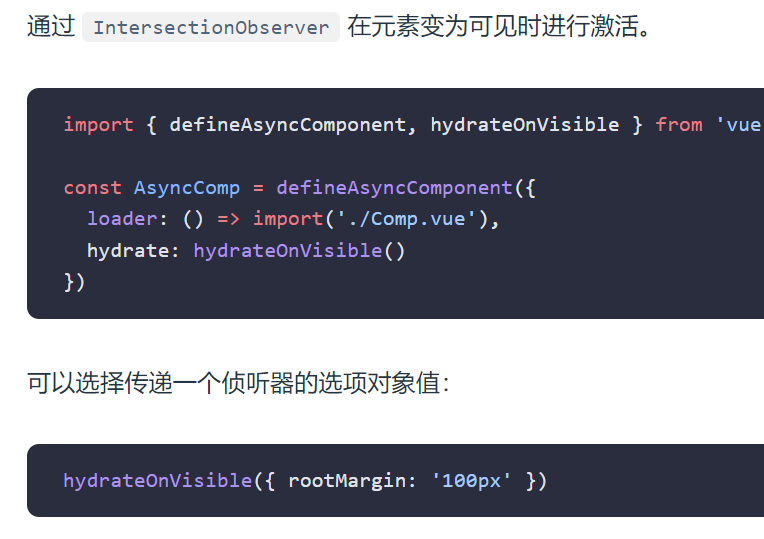 通过 IntersectionObserver 在元素变为可见时进行激活。
import { defineAsyncComponent, hydrateOnVisible } from 'vue
const AsyncComp = defineAsyncComponent({
  loader: () => import('./Comp.vue'),
  hydrate: hydrateOnVisible()
})
可以选择传递一个侦听器的选项对象值：
hydrateOnVisible({ rootMargin: '100px' })